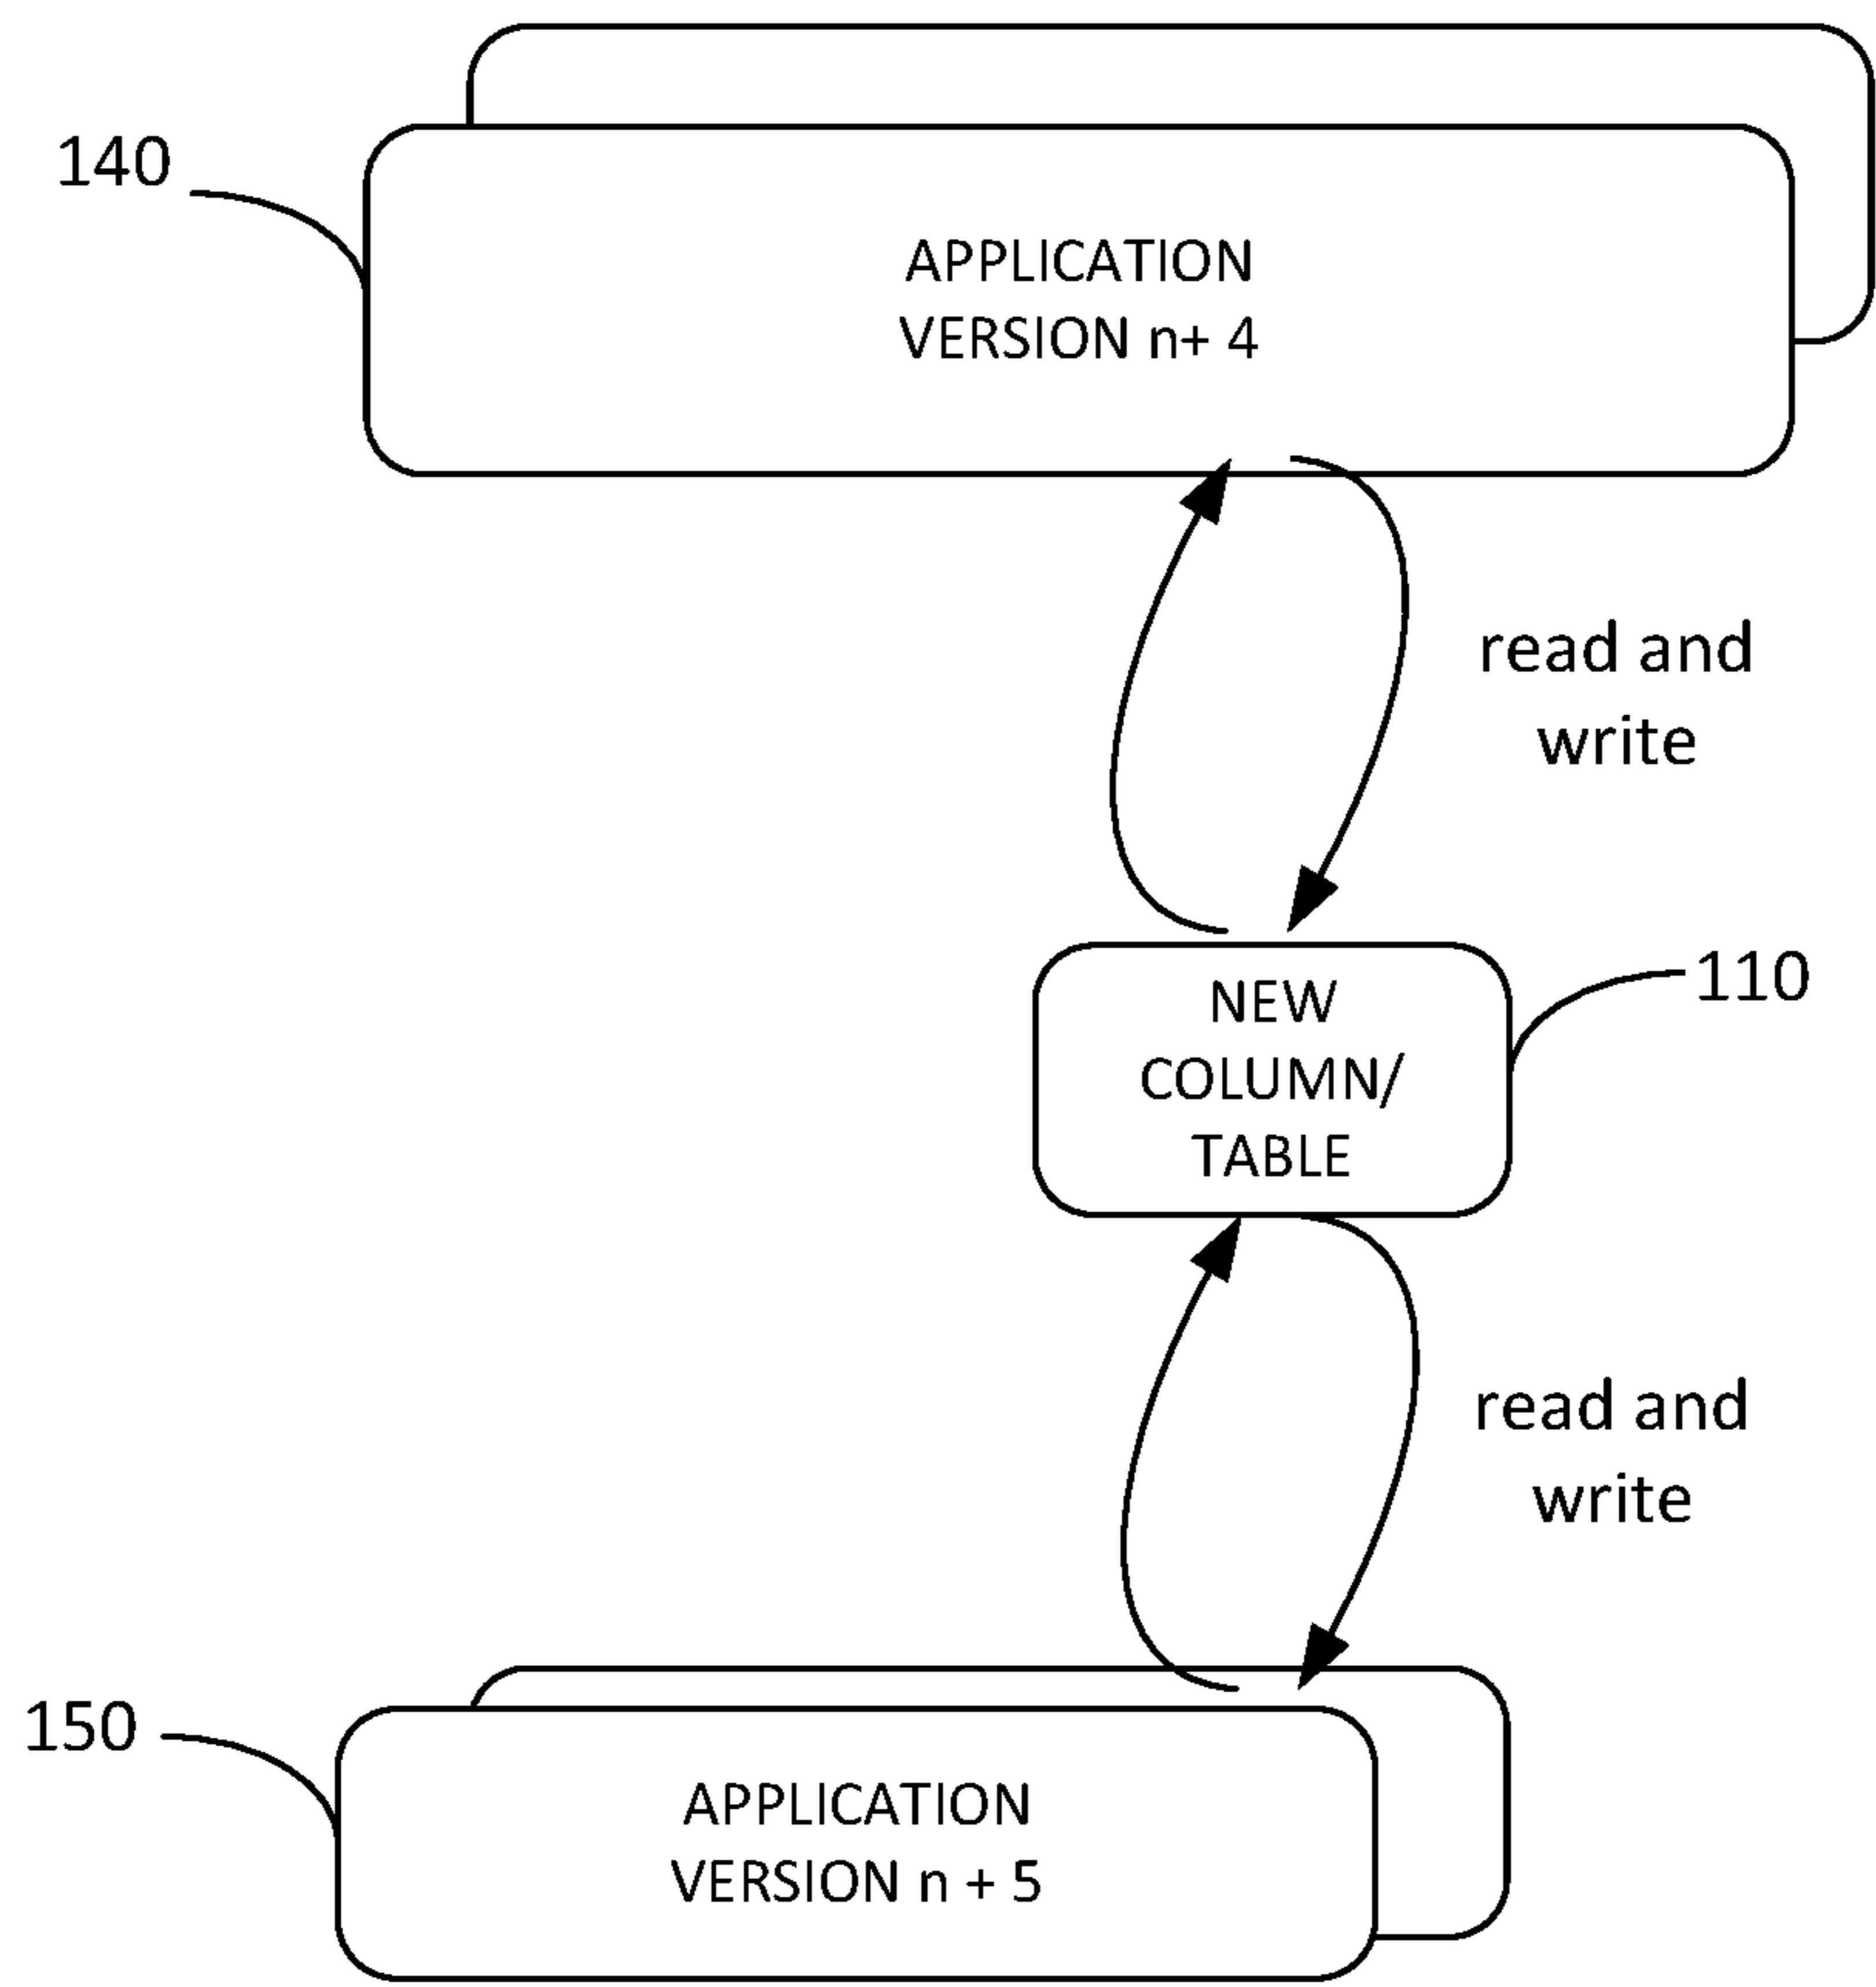 140
APPLICATION
VERSION n+ 4
read and
write
NEW
COLUMN/
TABLE
110
read and
write
150
APPLICATION
VERSION n + 5